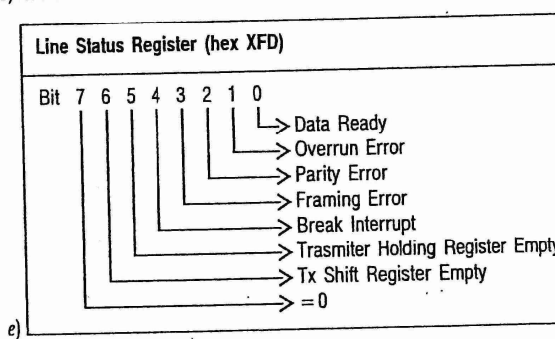 Line Status Register (hex XFD)
Bit 7 6 5 4 3 2 1 0
Data Ready
Overrun Error
Parity Error
Framing Error
Break Interrupt
Trasmiter Holding Register Empty
Tx Shift Register Empty
=0
e)